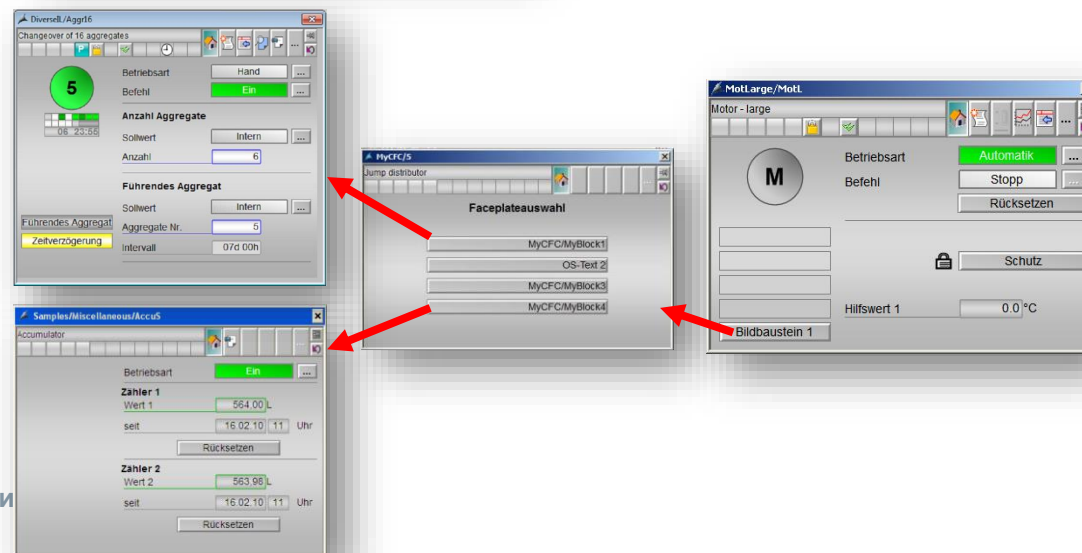 DiverseIL/Aggr16
Changeover of 16 aggregates
P
...
5
06 23:56
Betriebsart Hand ...
Befehl Ein ...
Anzahl Aggregate
Sollwert Intern ...
Anzahl 6
Führendes Aggregat
Sollwert Intern ...
Führendes Aggregat
Aggregate Nr. 5
Zeitverzögerung
Intervall 07d 00h
MyCFC/5
Jump distributor
Faceplateauswahl
MyCFC/MyBlock1
OS-Text 2
MyCFC/MyBlock3
MyCFC/MyBlock4
MotLarge/MotL
Motor - large
...
M
Betriebsart Automatik ...
Befehl Stopp ...
Rücksetzen
Schutz
Hilfswert 1 0.0 °C
Bildbaustein 1
Samples/Miscellaneous/AccuS
Accumulator
Betriebsart Ein ...
Zähler 1
Wert 1 564.00 L
seit 16.02.10 11 Uhr
Rücksetzen
Zähler 2
Wert 2 563.98 L
seit 16.02.10 11 Uhr
Rücksetzen
и